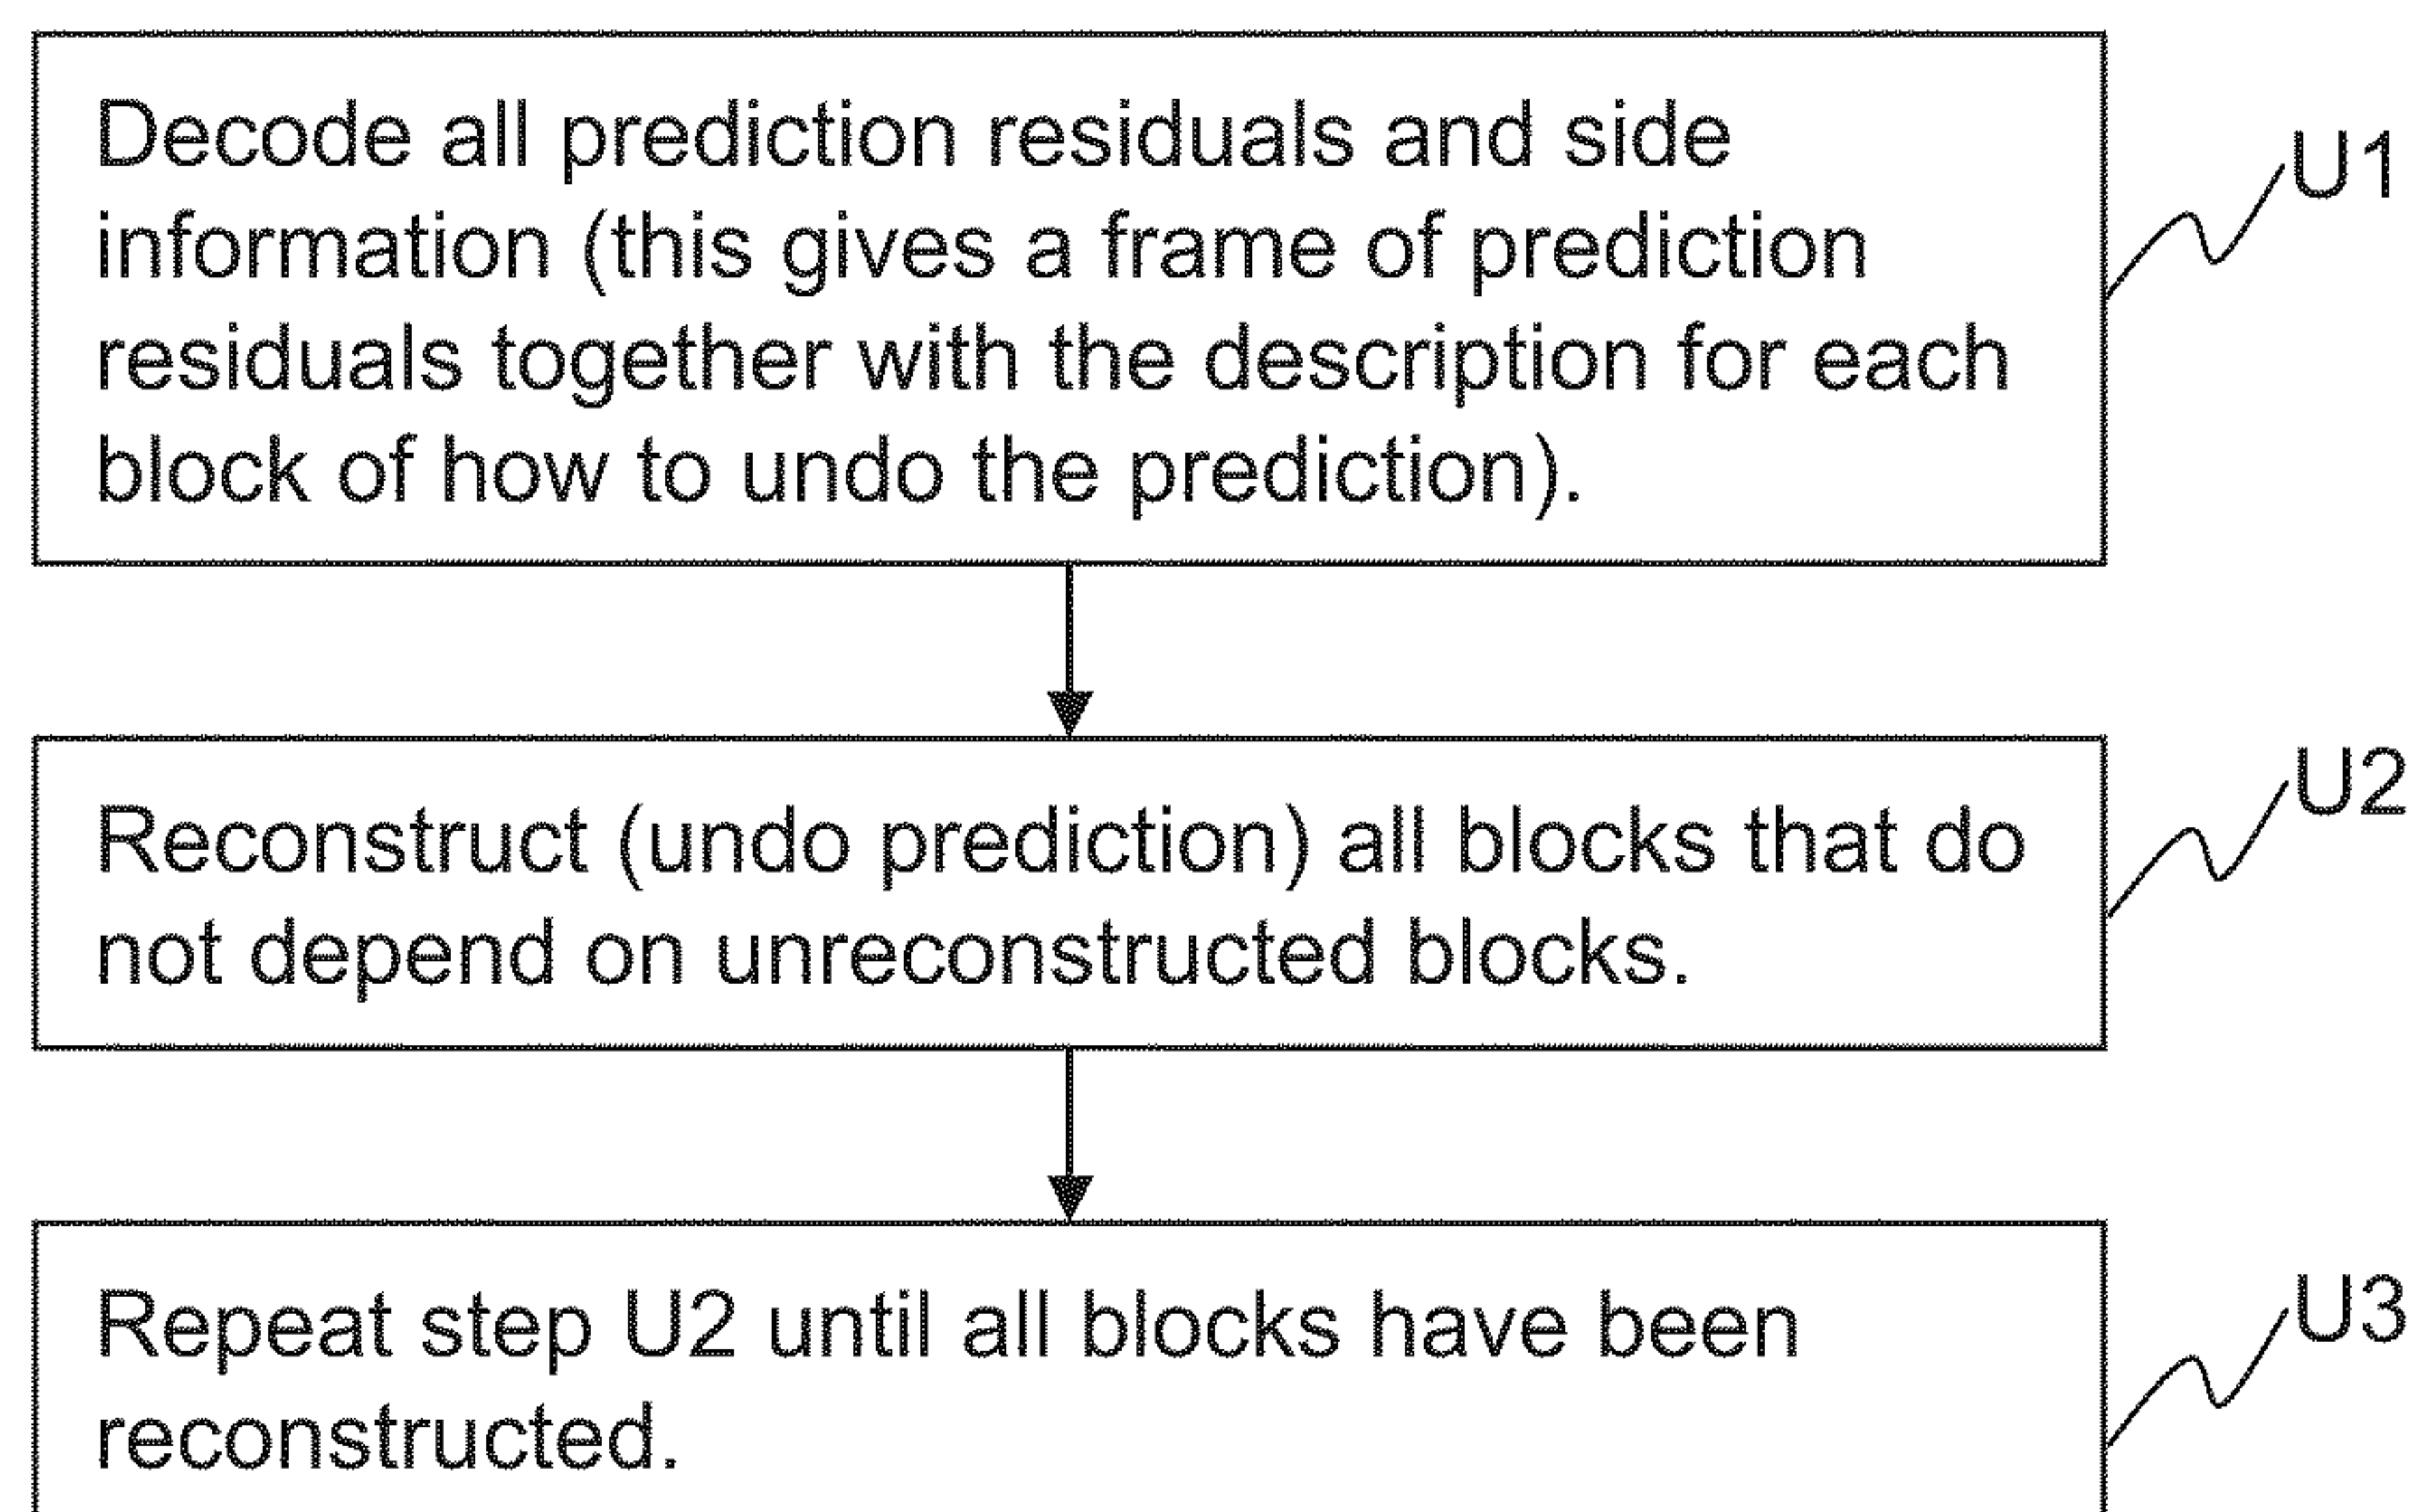 Decode all prediction residuals and side
information (this gives a frame of prediction
residuals together with the description for each
block of how to undo the prediction).
U1
Reconstruct (undo prediction) all blocks that do
not depend on unreconstructed blocks.
U2
Repeat step U2 until all blocks have been
reconstructed.
U3